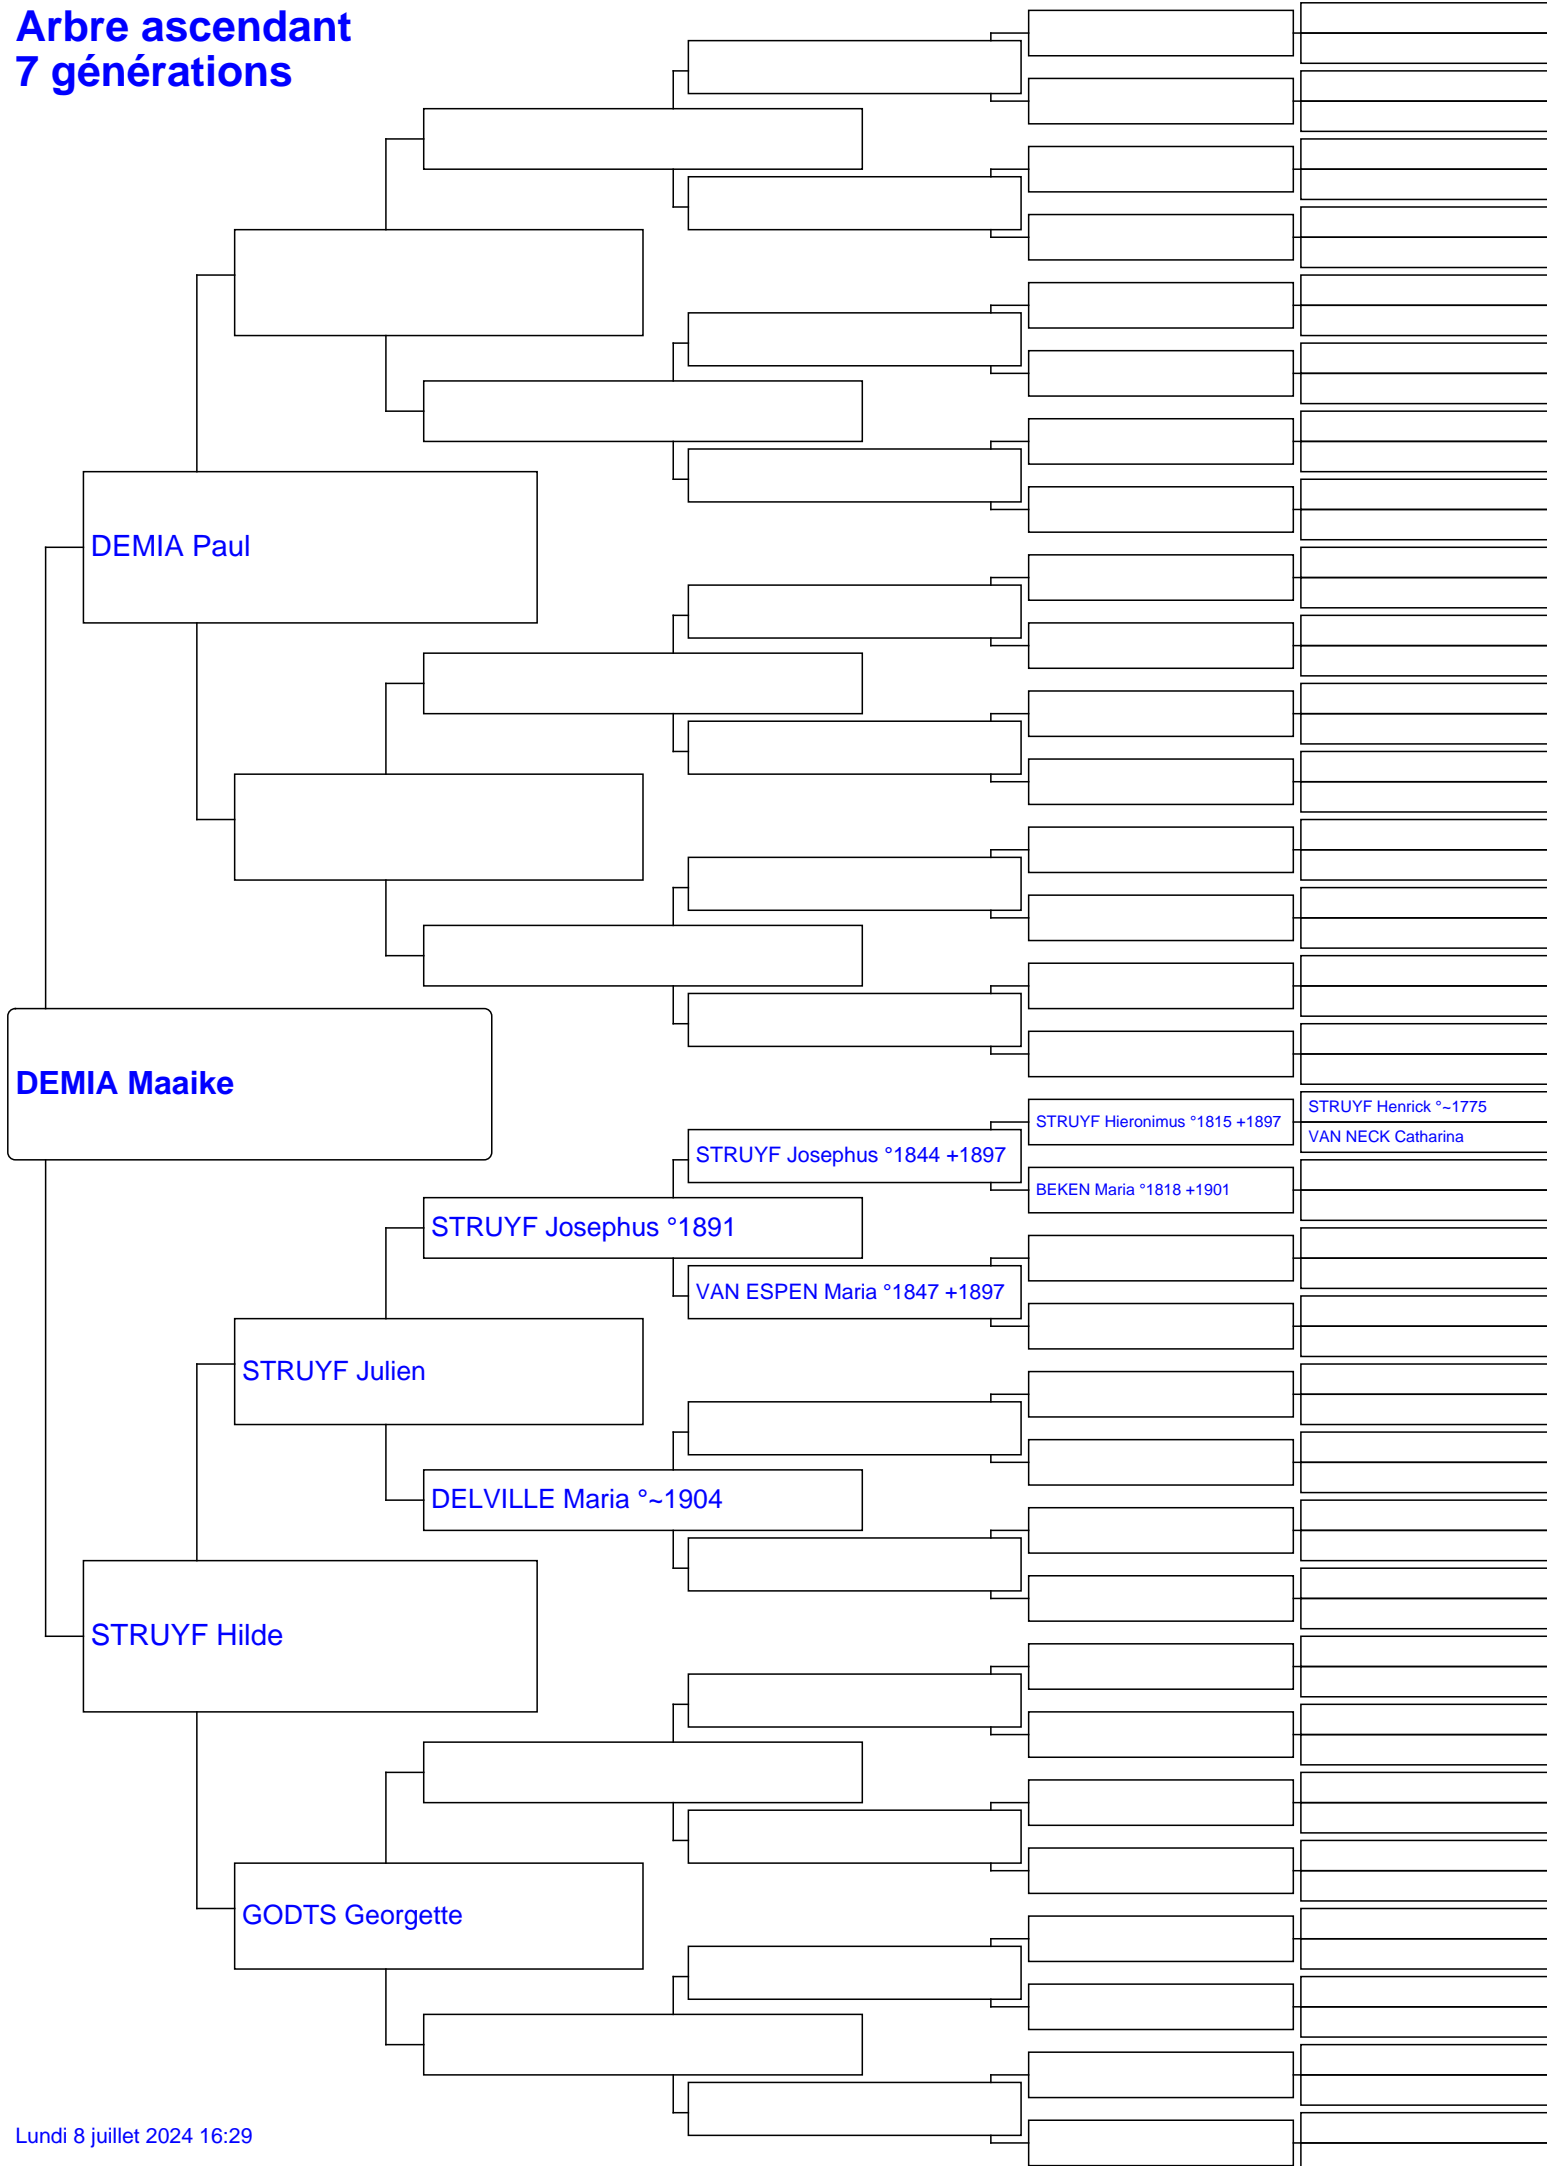 Arbre ascendant
7 générations
DEMIA Paul
DEMIA Maaike
STRUYF Henrick °~1775
STRUYF Hieronimus °1815 +1897
VAN NECK Catharina
STRUYF Josephus °1844 +1897
BEKEN Maria °1818 +1901
STRUYF Josephus °1891
VAN ESPEN Maria °1847 +1897
STRUYF Julien
DELVILLE Maria °~1904
STRUYF Hilde
GODTS Georgette
Lundi 8 juillet 2024 16:29